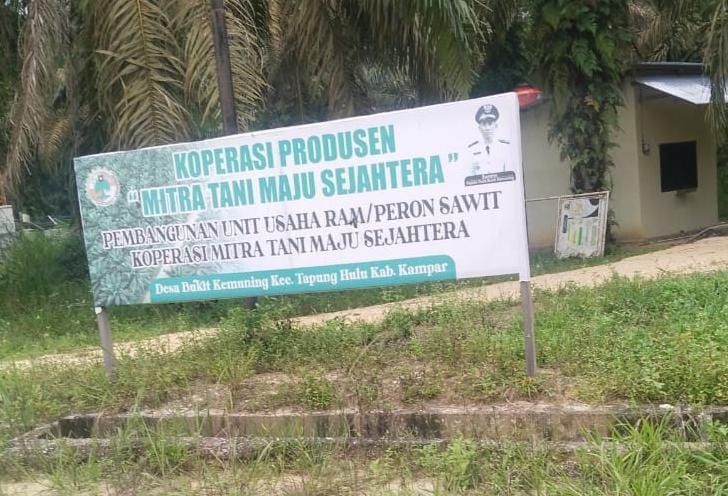 KOPERASI PRODUSEN
"MITRA TANI MAJU SEJAHTERA"
PEMBANGUNAN UNIT USAHA RAM/PERON SAWIT
KOPERASI MITRA TANI MAJU SEJAHTERA
Desa Bukit Kemuning Kec. Tapung Hulu Kab. Kampar